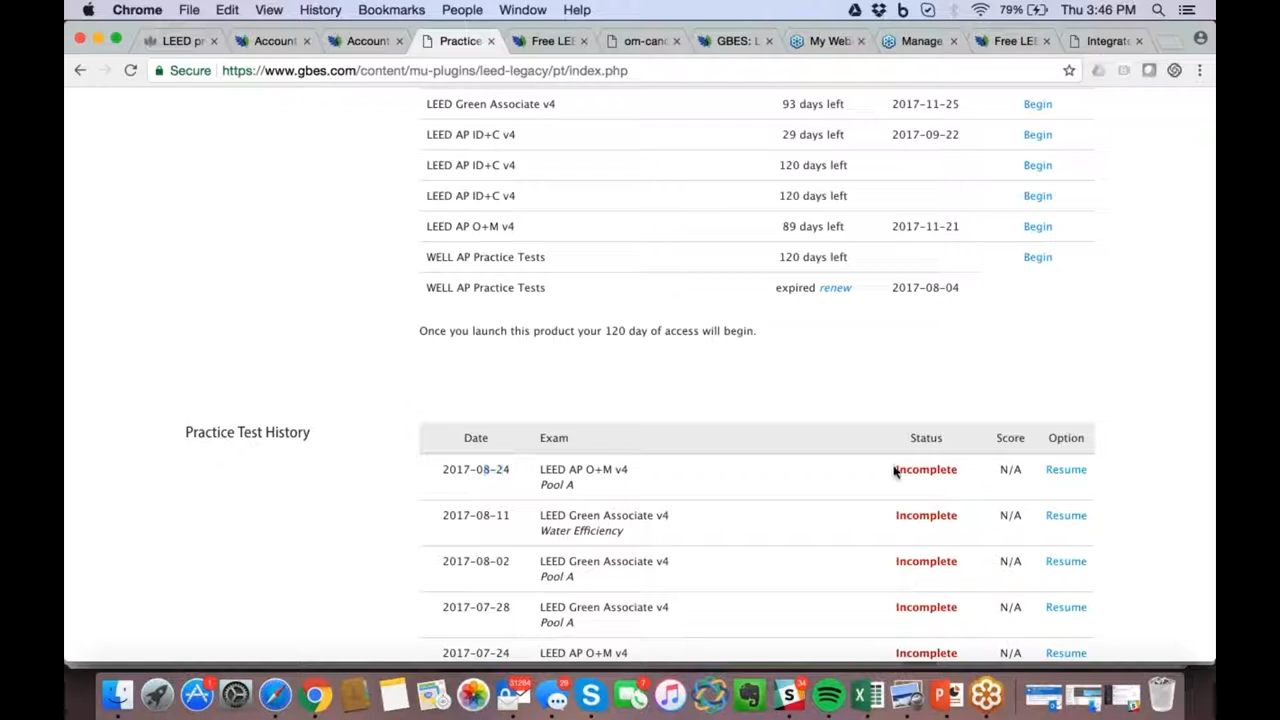 Chrome File Edit View History Bookmarks People Window Help 79% Thu 3:46 PM
LEED pr Account Account Practice Free LEE om-canc GBES: L My Web Manage Free LEE Integrate
Secure https://www.gbes.com/content/mu-plugins/leed-legacy/pt/index.php
LEED Green Associate v4 93 days left 2017-11-25 Begin
LEED AP ID+C v4 29 days left 2017-09-22 Begin
LEED AP ID+C v4 120 days left Begin
LEED AP ID+C v4 120 days left Begin
LEED AP O+M v4 89 days left 2017-11-21 Begin
WELL AP Practice Tests 120 days left Begin
WELL AP Practice Tests expired renew 2017-08-04
Once you launch this product your 120 day of access will begin.
Practice Test History
Date Exam Status Score Option
2017-08-24 LEED AP O+M v4 Incomplete N/A Resume
Pool A
2017-08-11 LEED Green Associate v4 Incomplete N/A Resume
Water Efficiency
2017-08-02 LEED Green Associate v4 Incomplete N/A Resume
Pool A
2017-07-28 LEED Green Associate v4 Incomplete N/A Resume
Pool A
2017-07-24 LEED AP O+M v4 Incomplete N/A Resume
1 31284 29 7 34